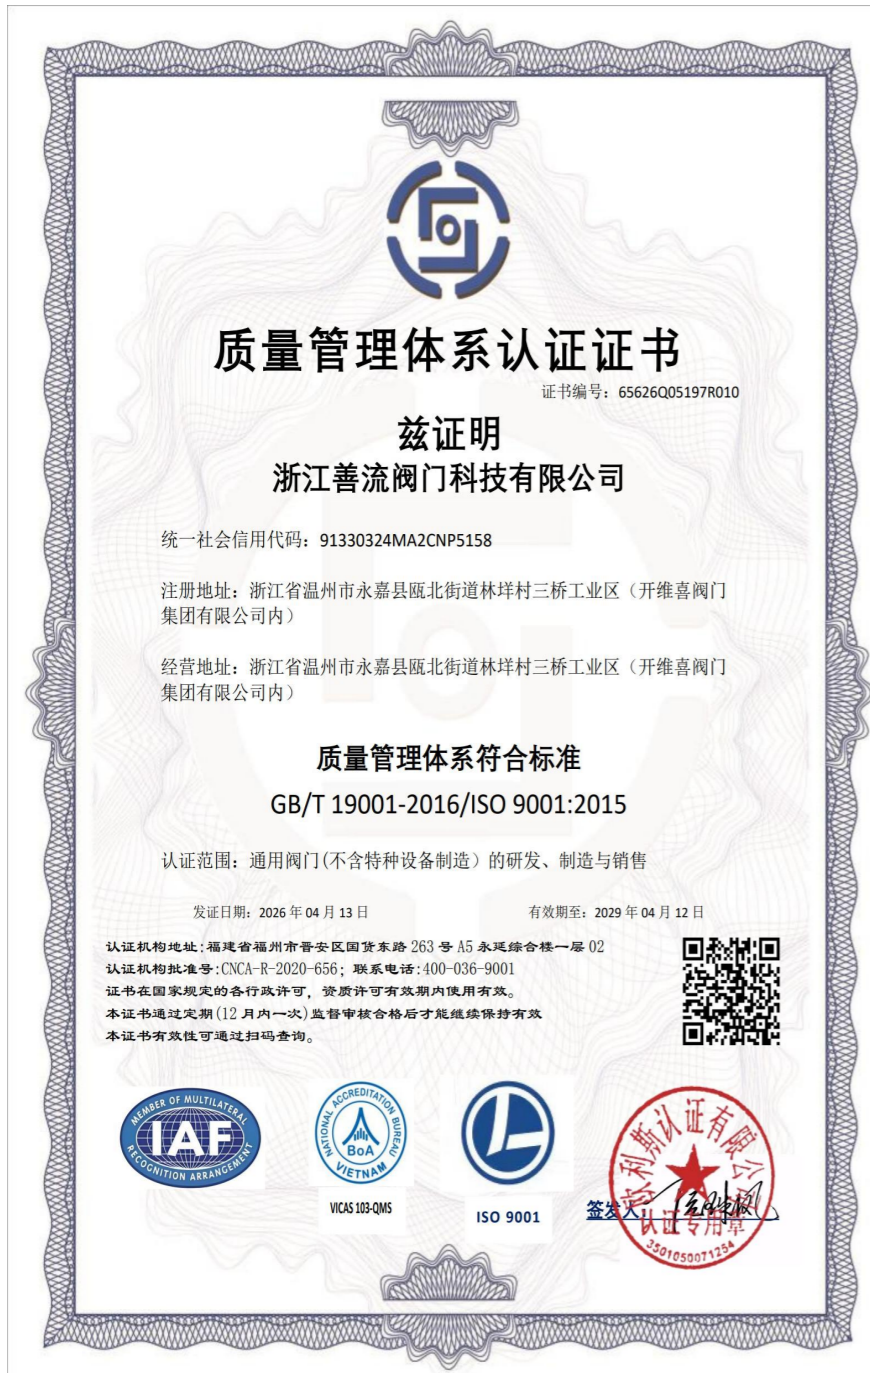 质量管理体系认证证书
证书编号：65626Q05197R010
兹证明
浙江善流阀门科技有限公司
统一社会信用代码：91330324MA2CNP5158
注册地址：浙江省温州市永嘉县瓯北街道林垟村三桥工业区（开维喜阀门
集团有限公司内）
经营地址：浙江省温州市永嘉县瓯北街道林垟村三桥工业区（开维喜阀门
集团有限公司内）
质量管理体系符合标准
GB/T 19001-2016/ISO 9001:2015
认证范围：通用阀门(不含特种设备制造）的研发、制造与销售
发证日期：2026 年 04 月 13 日
有效期至：2029 年 04 月 12 日
认证机构地址:福建省福州市晋安区国货东路 263 号 A5 永延综合楼一层 02
认证机构批准号:CNCA-R-2020-656；联系电话:400-036-9001
证书在国家规定的各行政许可，资质许可有效期内使用有效。
本证书通过定期(12 月内一次)监督审核合格后才能继续保持有效
本证书有效性可通过扫码查询。
MEMBER OF MULTILATERAL
IAF
RECOGNITION ARRANGEMENT
NATIONAL ACCREDITATION BUREAU
BoA
VIETNAM
VICAS 103-QMS
ISO 9001
利斯认证有限公司
签发人：
认证专用章
3501050071254